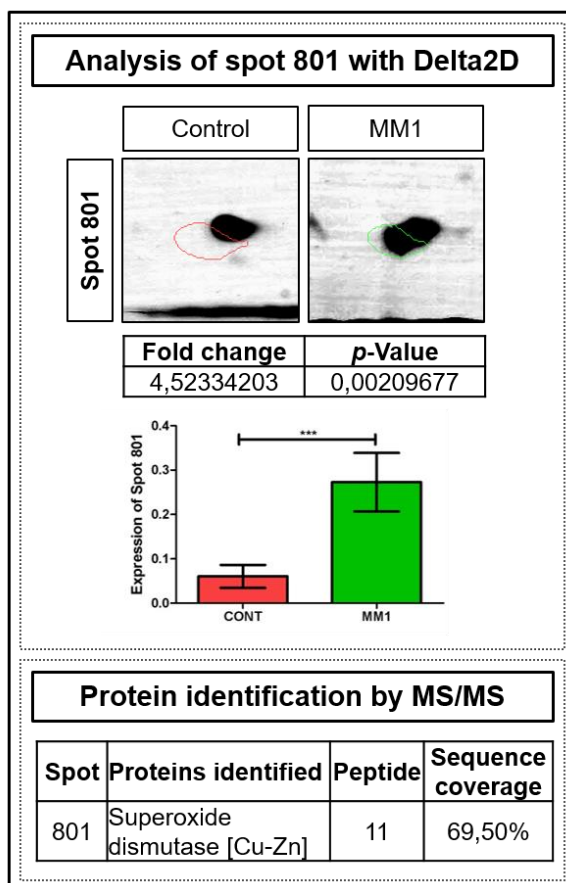 Analysis of spot 801 with Delta2D
Control MM1
Spot 801
Fold change p-Value
4,52334203 0,00209677
Expression of Spot 801
0.4
0.3
0.1
0.0
***
CONT MM1
Protein identification by MS/MS
Spot Proteins identified Peptide Sequence coverage
801 Superoxide dismutase [Cu-Zn] 11 69,50%